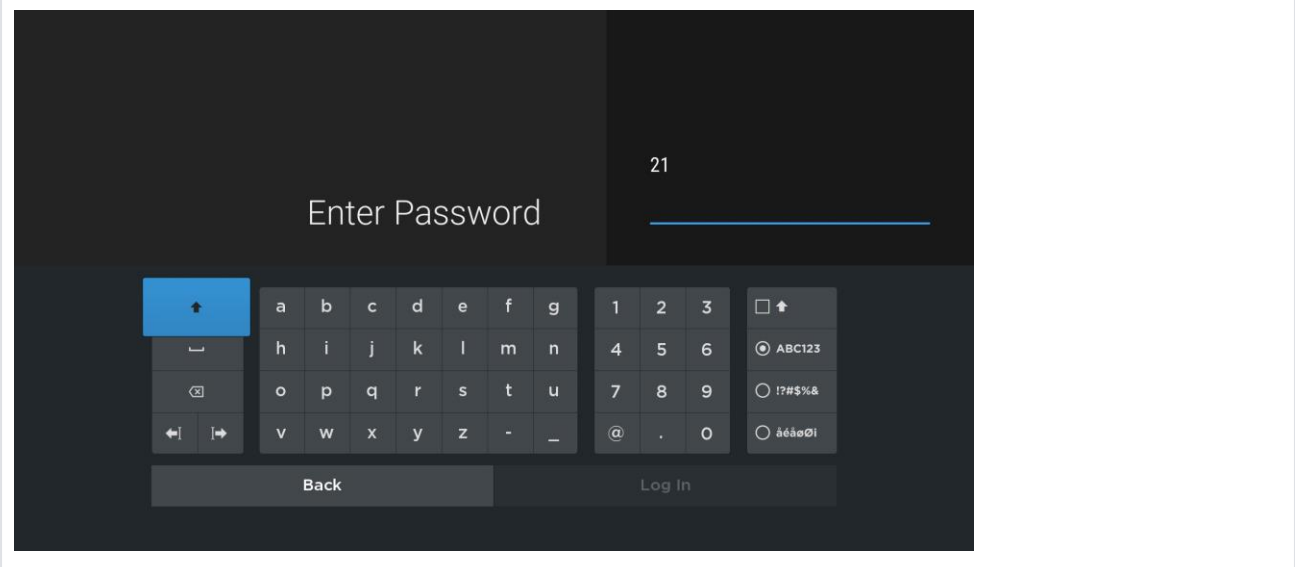 21
Enter Password
a b c d e f g 1 2 3
h i j k l m n 4 5 6 ABC123
o p q r s t u 7 8 9 !?#$%&
v w x y z - _ @ . 0 åéåøØi
Back Log In